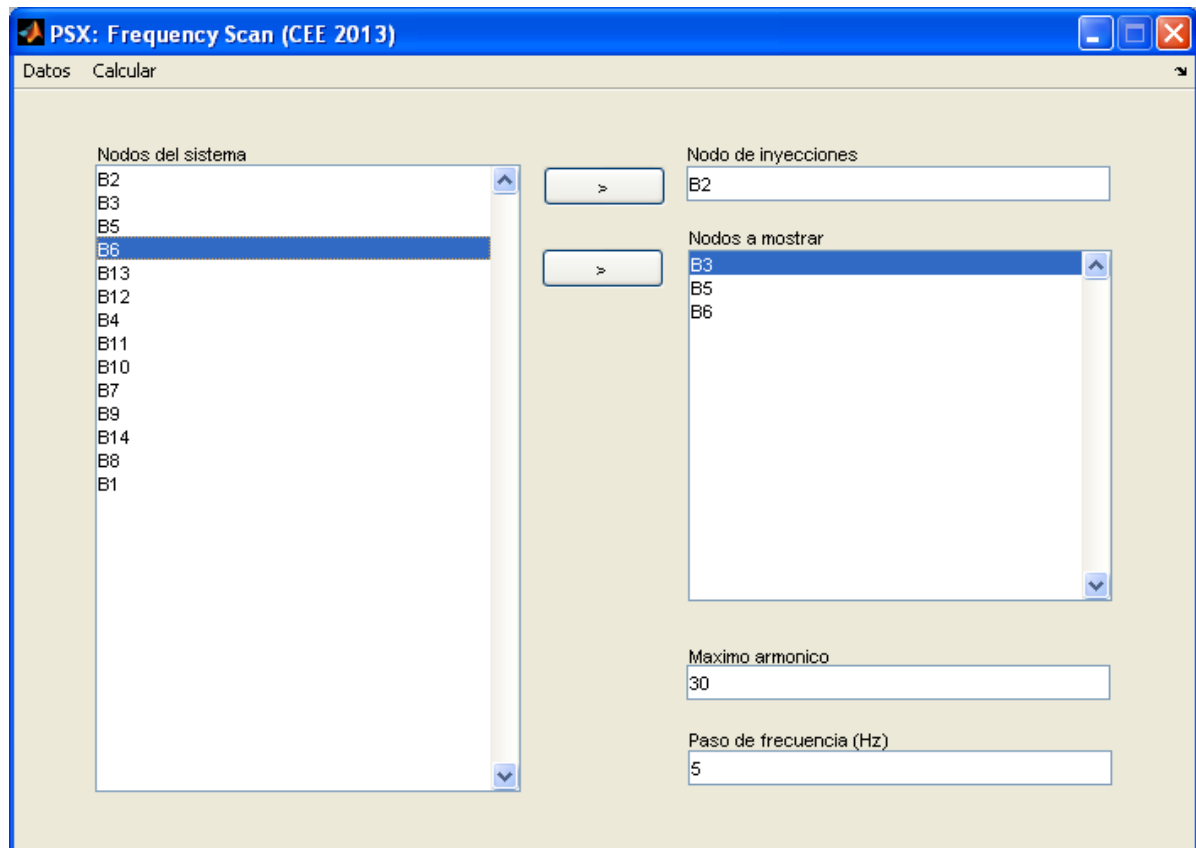 PSX: Frequency Scan (CEE 2013)
Datos Calcular
Nodos del sistema
B2
B3
B5
B6
B13
B12
B4
B11
B10
B7
B9
B14
B8
B1
>
>
Nodo de inyecciones
B2
Nodos a mostrar
B3
B5
B6
Maximo armonico
30
Paso de frecuencia (Hz)
5